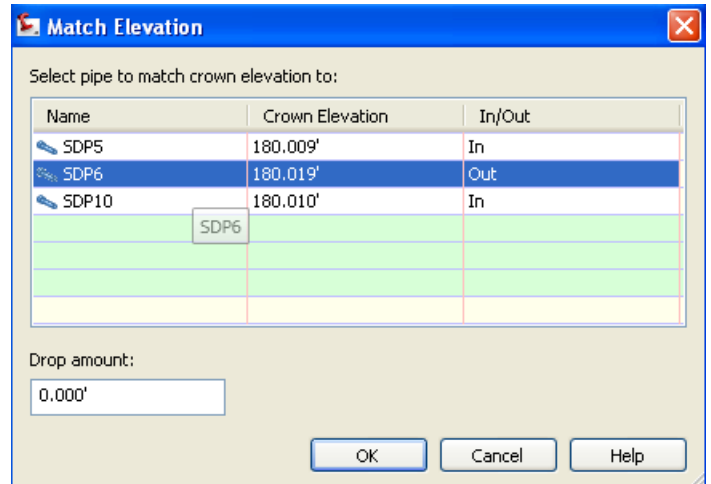 Match Elevation
Select pipe to match crown elevation to:
Name Crown Elevation In/Out
SDP5 180.009' In
SDP6 180.019' Out
SDP10 180.010' In
SDP6
Drop amount:
0.000'
OK Cancel Help